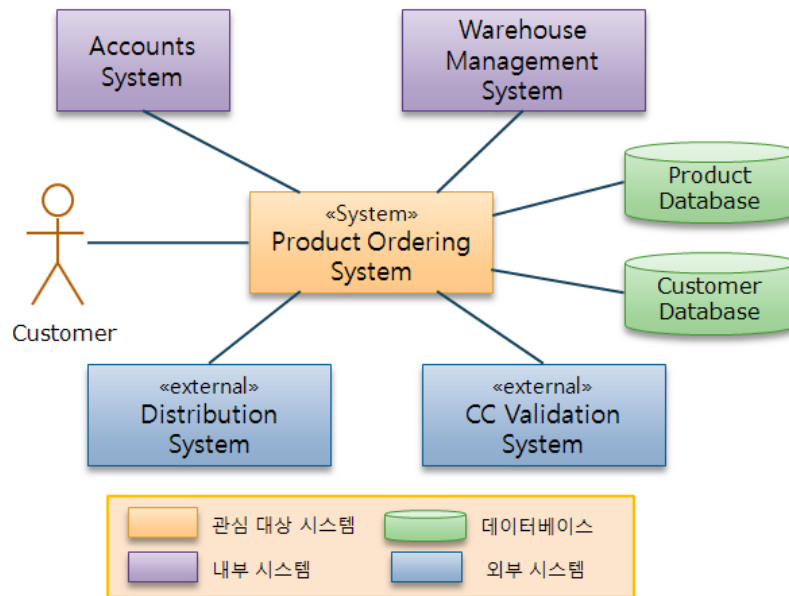 Accounts
System
Warehouse
Management
System
Product
Database
«System»
Product Ordering
System
Customer
Database
Customer
«external»
Distribution
System
«external»
CC Validation
System
관심 대상 시스템
데이터베이스
내부 시스템
외부 시스템